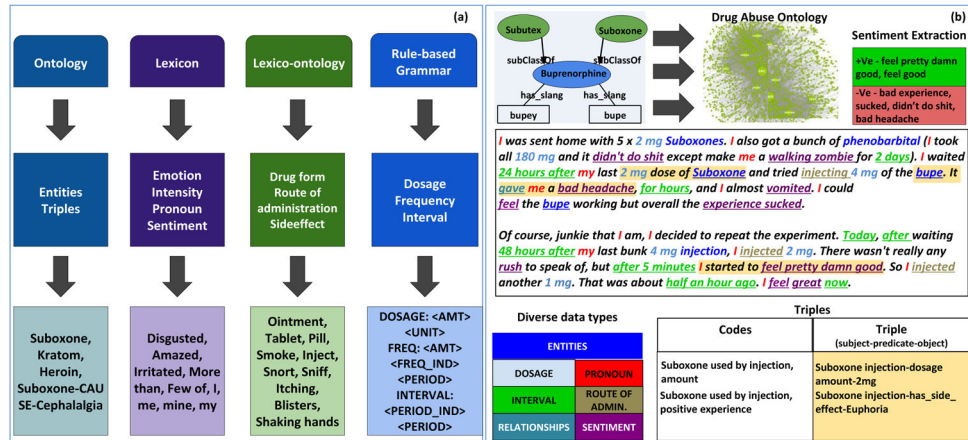 (a)
Ontology
Lexicon
Lexico-ontology
Rule-based
Grammar
Entities
Triples
Emotion
Intensity
Pronoun
Sentiment
Drug form
Route of
administration
Sideeffect
Dosage
Frequency
Interval
Suboxone,
Kratom,
Heroin,
Suboxone-CAU
SE-Cephalalgia
Disgusted,
Amazed,
Irritated, More
than, Few of, I,
me, mine, my
Ointment,
Tablet, Pill,
Smoke, Inject,
Snort, Sniff,
Itching,
Blisters,
Shaking hands
DOSAGE: <AMT>
<UNIT>
FREQ: <AMT>
<FREQ_IND>
<PERIOD>
INTERVAL:
<PERIOD_IND>
<PERIOD>
(b)
Subutex
Suboxone
subClassOf
subClassOf
Buprenorphine
has_slang
has_slang
bupey
bupe
Drug Abuse Ontology
Sentiment Extraction
+Ve - feel pretty damn
good, feel good
-Ve - bad experience,
sucked, didn't do shit,
bad headache
I was sent home with 5 x 2 mg Suboxones. I also got a bunch of phenobarbital (I took
all 180 mg and it didn't do shit except make me a walking zombie for 2 days). I waited
24 hours after my last 2 mg dose of Suboxone and tried injecting 4 mg of the bupe. It
gave me a bad headache, for hours, and I almost vomited. I could
feel the bupe working but overall the experience sucked.
Of course, junkie that I am, I decided to repeat the experiment. Today, after waiting
48 hours after my last bunk 4 mg injection, I injected 2 mg. There wasn't really any
rush to speak of, but after 5 minutes I started to feel pretty damn good. So I injected
another 1 mg. That was about half an hour ago. I feel great now.
Diverse data types
ENTITIES
DOSAGE
PRONOUN
INTERVAL
ROUTE OF
ADMIN.
RELATIONSHIPS
SENTIMENT
Triples
Codes
Triple
(subject-predicate-object)
Suboxone used by injection,
amount
Suboxone used by injection,
positive experience
Suboxone injection-dosage
amount-2mg
Suboxone injection-has_side_
effect-Euphoria